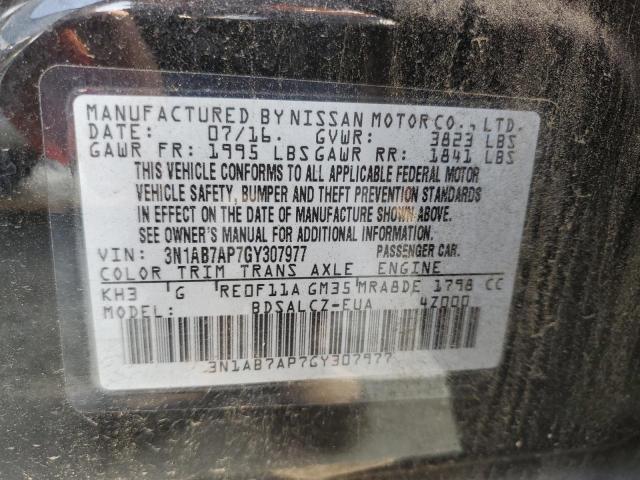 MANUFACTURED BY NISSAN MOTOR CO., LTD.
DATE: 07/16. GVWR: 3823 LBS
GAWR FR: 1995 LBS GAWR RR: 1841 LBS
THIS VEHICLE CONFORMS TO ALL APPLICABLE FEDERAL MOTOR
VEHICLE SAFETY, BUMPER AND THEFT PREVENTION STANDARDS
IN EFFECT ON THE DATE OF MANUFACTURE SHOWN ABOVE.
SEE OWNER'S MANUAL FOR ADDITIONAL INFORMATION.
VIN: 3N1AB7AP7GY307977 PASSENGER CAR.
COLOR TRIM TRANS AXLE ENGINE
KH3 G RE0F11A GM35 MRA8DE 1798 CC
MODEL: BDSALCZ-EUA 4Z000
3N1AB7AP7GY307977